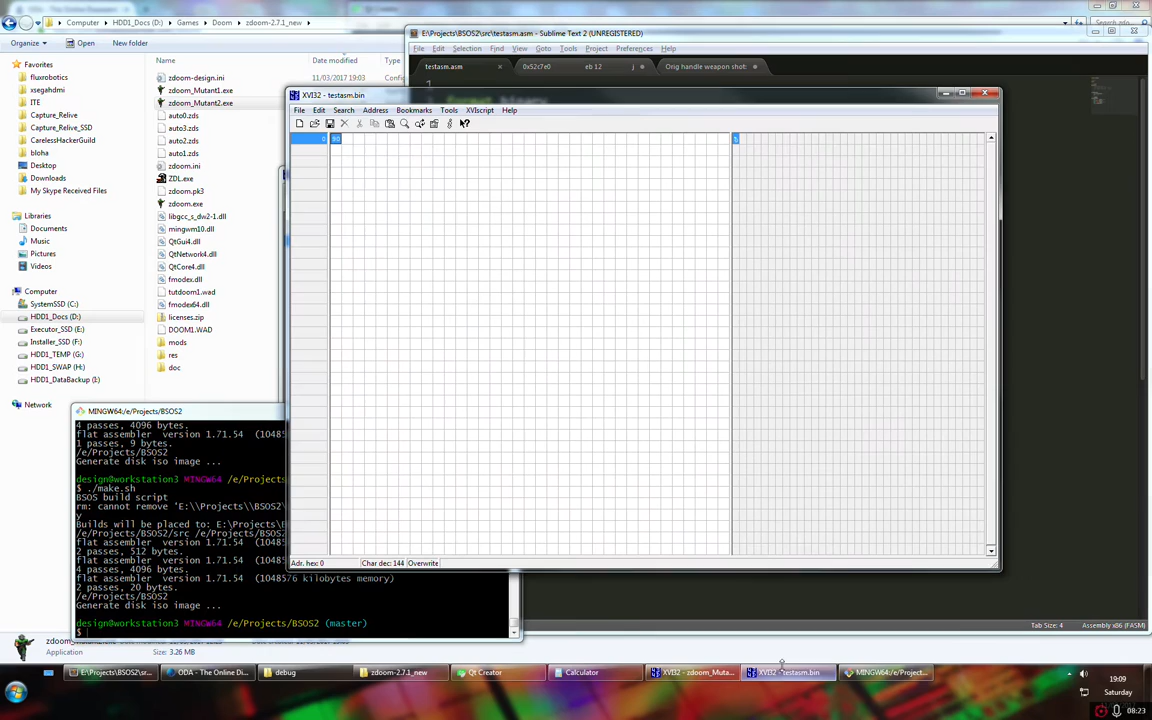 Computer ▸ HDD1_Docs (D:) ▸ Games ▸ Doom ▸ zdoom-2.7.1_new ▸
Organize ▾ Open New folder
Favorites
fluxrobotics
xsegahdmi
ITE
Capture_Relive
Capture_Relive_SSD
CarelessHackerGuild
bloha
Desktop
Downloads
My Skype Received Files
Libraries
Documents
Music
Pictures
Videos
Computer
SystemSSD (C:)
HDD1_Docs (D:)
Executor_SSD (E:)
Installer_SSD (F:)
HDD1_TEMP (G:)
HDD1_SWAP (H:)
HDD1_DataBackup (I:)
Network
Name
Date
zdoom-design.ini 11/03/2017 19:03
zdoom_Mutant1.exe
zdoom_Mutant2.exe
auto0.zds
auto3.zds
auto2.zds
auto1.zds
zdoom.ini
ZDL.exe
zdoom.pk3
zdoom.exe
libgcc_s_dw2-1.dll
mingwm10.dll
QtGui4.dll
QtNetwork4.dll
QtCore4.dll
fmodex.dll
tutdoom1.wad
fmodex64.dll
licenses.zip
DOOM1.WAD
mods
res
doc
E:\Projects\BSOS2\src\testasm.asm - Sublime Text 2 (UNREGISTERED)
File Edit Selection Find View Goto Tools Project Preferences Help
testasm.asm 0x52c7e0 eb 12 j Orig handle weapon shot:
format binary
XVI32 - testasm.bin
File Edit Search Address Bookmarks Tools XVIscript Help
0 90
Adr. hex: 0 Char dec: 144 Overwrite
MINGW64:/e/Projects/BSOS2
4 passes, 4096 bytes.
flat assembler version 1.71.54 (10485
1 passes, 9 bytes.
/e/Projects/BSOS2
Generate disk iso image ...
design@workstation3 MINGW64 /e/Projects
$ ./make.sh
BSOS build script
rm: cannot remove 'E:\\Projects\\BSOS2\
y
Builds will be placed to: E:\Projects\B
/e/Projects/BSOS2/src /e/Projects/BSOS
flat assembler version 1.71.54 (10485
2 passes, 512 bytes.
flat assembler version 1.71.54 (10485
4 passes, 4096 bytes.
flat assembler version 1.71.54 (1048576 kilobytes memory)
2 passes, 20 bytes.
/e/Projects/BSOS2
Generate disk iso image ...
design@workstation3 MINGW64 /e/Projects/BSOS2 (master)
$
Tab Size: 4 Assembly x86 (FASM)
Application Size: 3.26 MB
E:\Projects\BSOS2\sr... ODA - The Online Di... debug zdoom-2.7.1_new Qt Creator Calculator XVI32 - zdoom_Muta... XVI32 - testasm.bin MINGW64:/e/Project...
19:09
Saturday
08:23